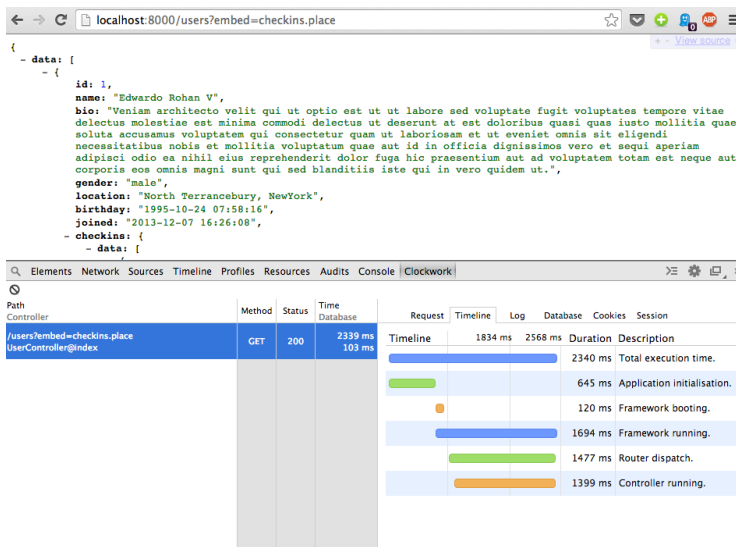 localhost:8000/users?embed=checkins.place
0
ABP
+ - View source
{
- data: [
- {
id: 1,
name: "Edwardo Rohan V",
bio: "Veniam architecto velit qui ut optio est ut ut labore sed voluptate fugit voluptates tempore vitae
delectus molestiae est minima commodi delectus ut deserunt at est doloribus quasi quas iusto mollitia quae
soluta accusamus voluptatem qui consectetur quam ut laboriosam et ut eveniet omnis sit eligendi
necessitatibus nobis et mollitia voluptatum quae aut id in officia dignissimos vero et sequi aperiam
adipisci odio ea nihil eius reprehenderit dolor fuga hic praesentium aut ad voluptatem totam est neque aut
corporis eos omnis magni sunt qui sed blanditiis iste qui in vero quidem ut.",
gender: "male",
location: "North Terrancebury, NewYork",
birthday: "1995-10-24 07:58:16",
joined: "2013-12-07 16:26:08",
- checkins: {
- data: [
Elements Network Sources Timeline Profiles Resources Audits Console Clockwork
Path
Controller
Method Status
Time
Database
Request Timeline Log Database Cookies Session
/users?embed=checkins.place
UserController@index
GET 200
2339 ms
103 ms
Timeline 1834 ms 2568 ms Duration Description
2340 ms Total execution time.
645 ms Application initialisation.
120 ms Framework booting.
1694 ms Framework running.
1477 ms Router dispatch.
1399 ms Controller running.